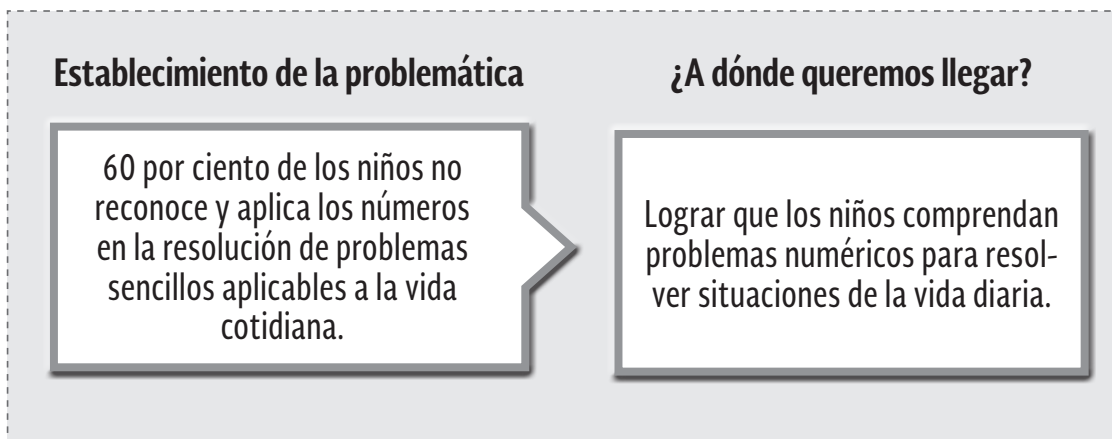 Establecimiento de la problemática
60 por ciento de los niños no
reconoce y aplica los números
en la resolución de problemas
sencillos aplicables a la vida
cotidiana.
¿A dónde queremos llegar?
Lograr que los niños comprendan
problemas numéricos para resol-
ver situaciones de la vida diaria.